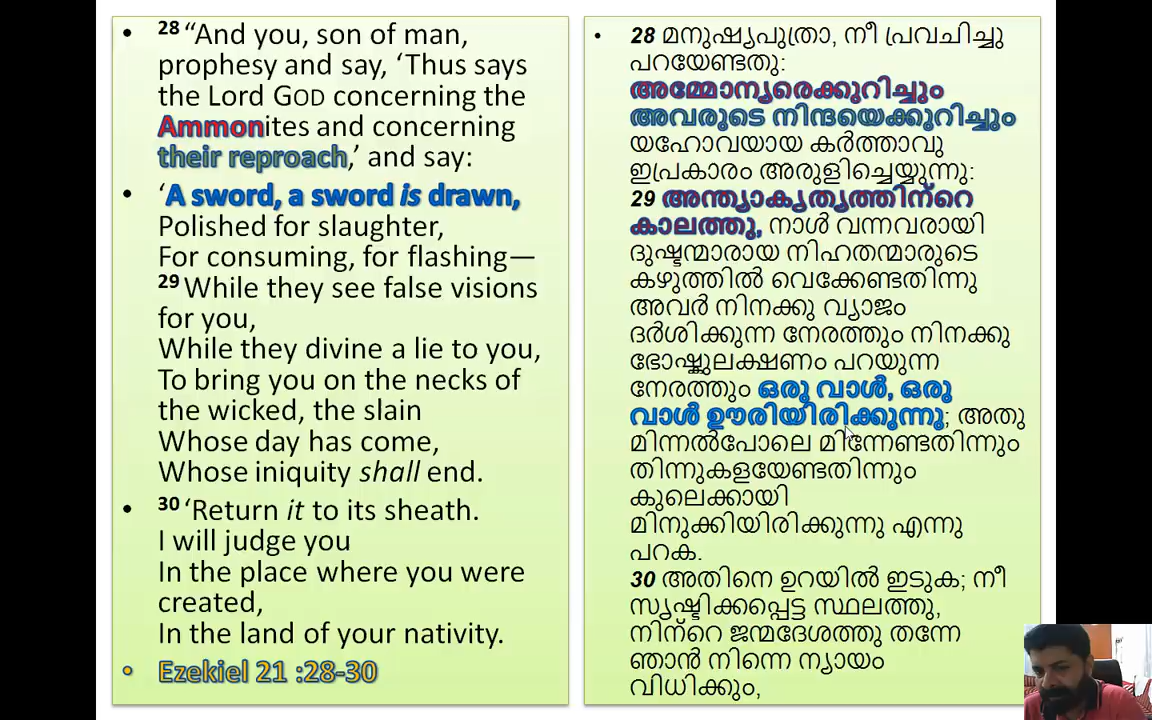 • 28 “And you, son of man,
prophesy and say, ‘Thus says
the Lord GOD concerning the
Ammonites and concerning
their reproach,’ and say:
• ‘A sword, a sword is drawn,
Polished for slaughter,
For consuming, for flashing—
29 While they see false visions
for you,
While they divine a lie to you,
To bring you on the necks of
the wicked, the slain
Whose day has come,
Whose iniquity shall end.
• 30 ‘Return it to its sheath.
I will judge you
In the place where you were
created,
In the land of your nativity.
• Ezekiel 21 :28-30
• 28 മനുഷ്യപുത്രാ, നീ പ്രവചിച്ചു
പറയേണ്ടതു:
അമ്മോന്യരെക്കുറിച്ചും
അവരുടെ നിന്ദയെക്കുറിച്ചും
യഹോവയായ കർത്താവു
ഇപ്രകാരം അരുളിച്ചെയ്യുന്നു:
29 അന്ത്യാകൃത്യത്തിന്റെ
കാലത്തു, നാൾ വന്നവരായി
ദുഷ്ടന്മാരായ നിഹതന്മാരുടെ
കഴുത്തിൽ വെക്കേണ്ടതിന്നു
അവർ നിനക്കു വ്യാജം
ദർശിക്കുന്ന നേരത്തും നിനക്കു
ഭോഷ്കുലക്ഷണം പറയുന്ന
നേരത്തും ഒരു വാൾ, ഒരു
വാൾ ഊരിയിരിക്കുന്നു; അതു
മിന്നൽപോലെ മിന്നേണ്ടതിന്നും
തിന്നുകളയേണ്ടതിന്നും
കുലെക്കായി
മിനുക്കിയിരിക്കുന്നു എന്നു
പറക.
30 അതിനെ ഉറയിൽ ഇടുക; നീ
സൃഷ്ടിക്കപ്പെട്ട സ്ഥലത്തു,
നിന്റെ ജന്മദേശത്തു തന്നേ
ഞാൻ നിന്നെ ന്യായം
വിധിക്കും,